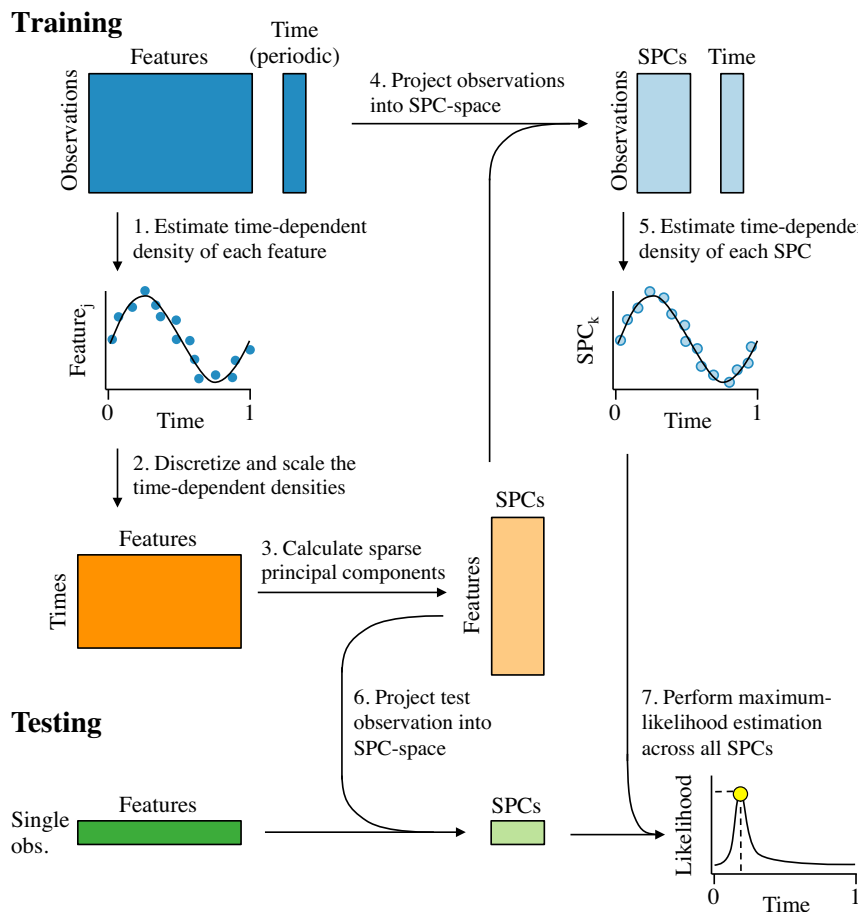 Training
Features
Time
(periodic)
Observations
4. Project observations
into SPC-space
SPCs
Time
Observations
1. Estimate time-dependent
density of each feature
5. Estimate time-depende
density of each SPC
Feature_j
0
1
Time
SPC_k
0
1
Time
2. Discretize and scale the
time-dependent densities
Features
Times
3. Calculate sparse
principal components
SPCs
Features
Testing
6. Project test
observation into
SPC-space
7. Perform maximum-
likelihood estimation
across all SPCs
Single
obs.
Features
SPCs
Likelihood
0
1
Time